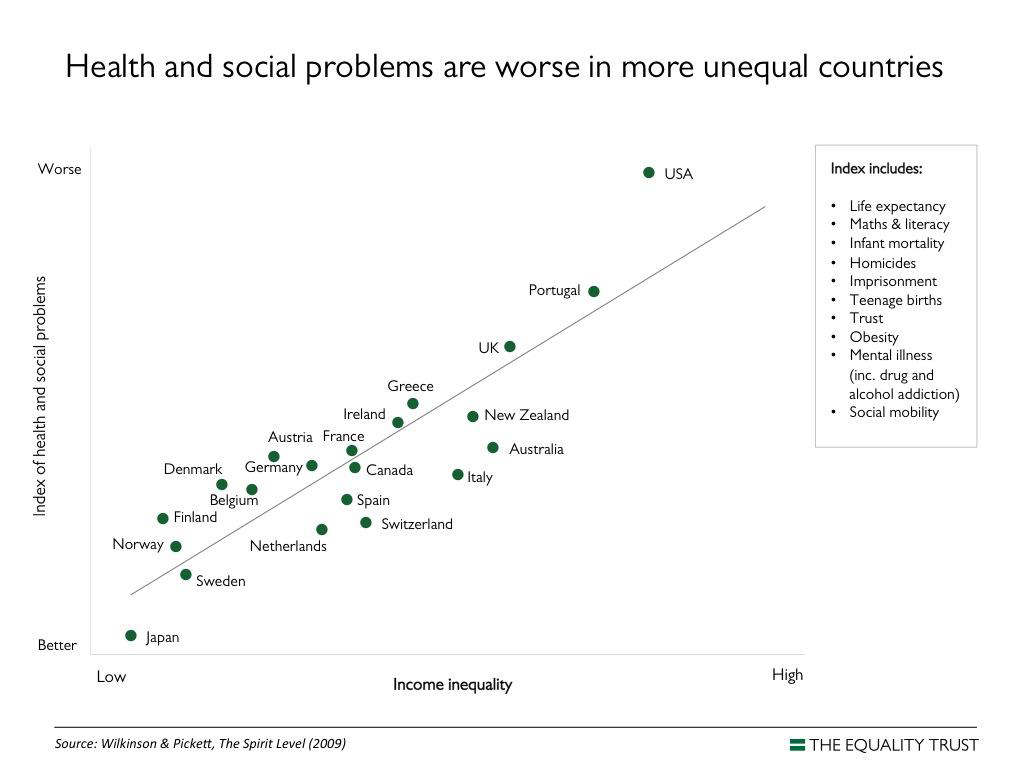 Health and social problems are worse in more unequal countries
Worse
Index of health and social problems
Better
USA
Portugal
UK
Greece
Ireland
New Zealand
Austria
France
Australia
Denmark
Germany
Canada
Italy
Belgium
Spain
Finland
Switzerland
Norway
Netherlands
Sweden
Japan
Low
Income inequality
High
Index includes:
• Life expectancy
• Maths & literacy
• Infant mortality
• Homicides
• Imprisonment
• Teenage births
• Trust
• Obesity
• Mental illness
(inc. drug and
alcohol addiction)
• Social mobility
Source: Wilkinson & Pickett, The Spirit Level (2009)
THE EQUALITY TRUST